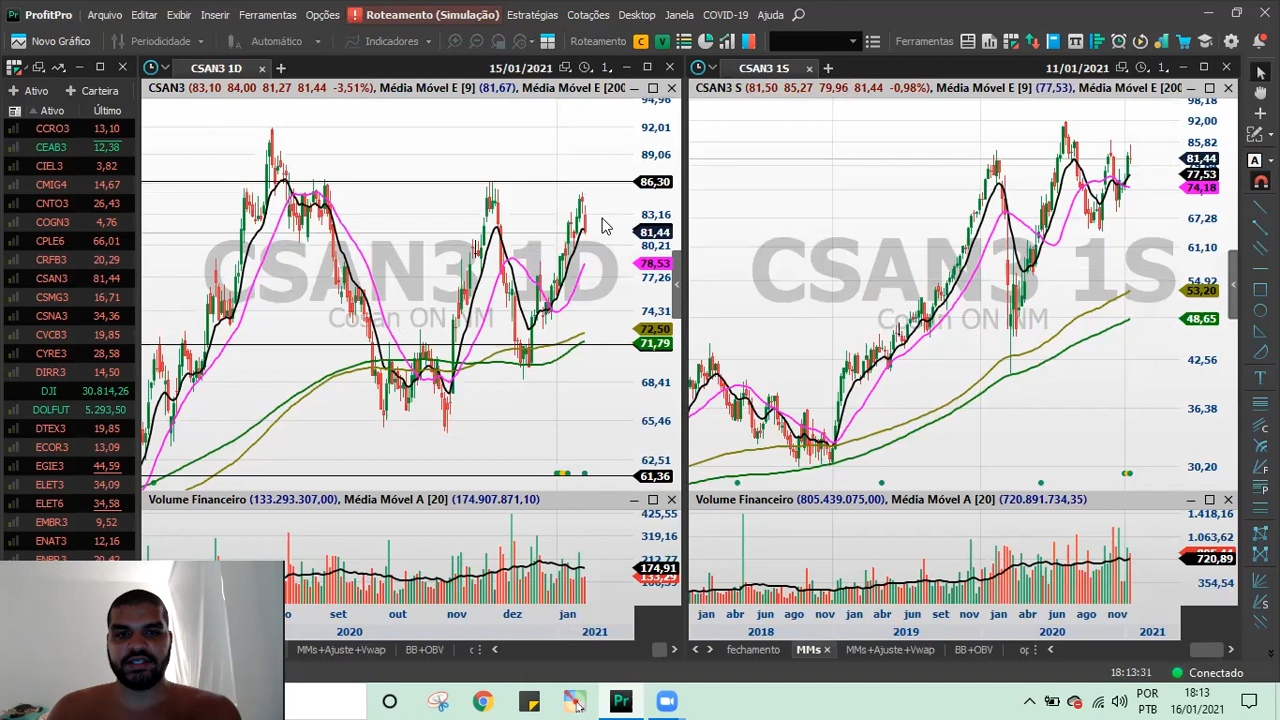 ProfitPro
Arquivo Exibir Inserir Ferramentas Opções ! Roteamento (Simulação) Estratégias Cotações Desktop Janela COVID-19 Ajuda
Novo Gráfico Periodicidade Automático Indicadores Roteamento C V Ferramentas
CSAN3 1D 15/01/2021
CSAN3 1S 11/01/2021
Ativo Carteira
Ativo Último
CCRO3 13,10
CEAB3 12,38
CIEL3 3,82
CMIG4 14,67
CNTO3 26,43
COGN3 4,76
CPLE6 66,01
CRFB3 20,29
CSAN3 81,44
CSMG3 16,71
CSNA3 34,36
CVCB3 19,85
CYRE3 28,58
DIRR3 14,50
DJI 30.814,26
DOLFUT 5.293,50
DTEX3 19,85
ECOR3 13,09
EGIE3 44,59
ELET3 34,09
ELET6 34,58
EMBR3 9,52
ENAT3 12,16
ENBR3 20,42
CSAN3 (83,10 84,00 81,27 81,44 -3,51%), Média Móvel E [9] (81,67), Média Móvel E [200
94,96
92,01
89,06
86,30
83,16
81,44
80,21
78,53
77,26
74,31
72,50
71,79
68,41
65,46
62,51
61,36
CSAN3 1D
Cosan ON NM
Volume Financeiro (133.293.307,00), Média Móvel A [20] (174.907.871,10)
425,55
319,16
212,77
174,91
133,29
set out nov dez jan
2020 2021
MMs+Ajuste+Vwap BB+OBV
CSAN3 S (81,50 85,27 79,96 81,44 -0,98%), Média Móvel E [9] (77,53), Média Móvel E [200
98,18
92,00
85,82
81,44
77,53
74,18
67,28
61,10
54,92
53,20
48,65
42,56
36,38
30,20
CSAN3 1S
Cosan ON NM
Volume Financeiro (805.439.075,00), Média Móvel A [20] (720.891.734,35)
1.418,16
1.063,62
720,89
354,54
jan abr jun ago nov jan abr jun set nov jan abr jun ago nov
2018 2019 2020 2021
fechamento MMs MMs+Ajuste+Vwap BB+OBV
18:13:31 Conectado
POR
PTB
18:13
16/01/2021